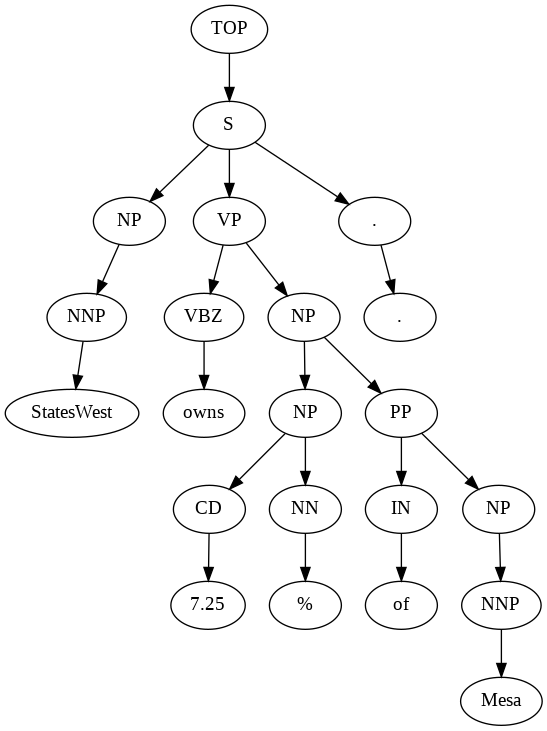 TOP
S
NP VP .
NNP VBZ NP .
StatesWest owns NP PP
CD NN IN NP
7.25 % of NNP
Mesa